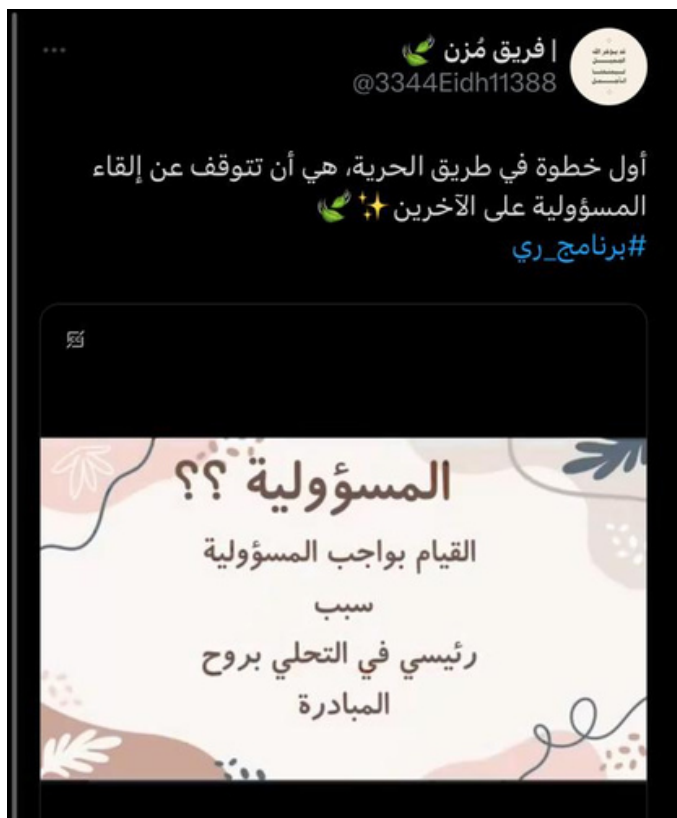 | فريق مُزن
@3344Eidh11388
أول خطوة في طريق الحرية، هي أن تتوقف عن إلقاء
المسؤولية على الآخرين
#برنامج_ري
المسؤولية ؟؟
القيام بواجب المسؤولية
سبب
رئيسي في التحلي بروح
المبادرة